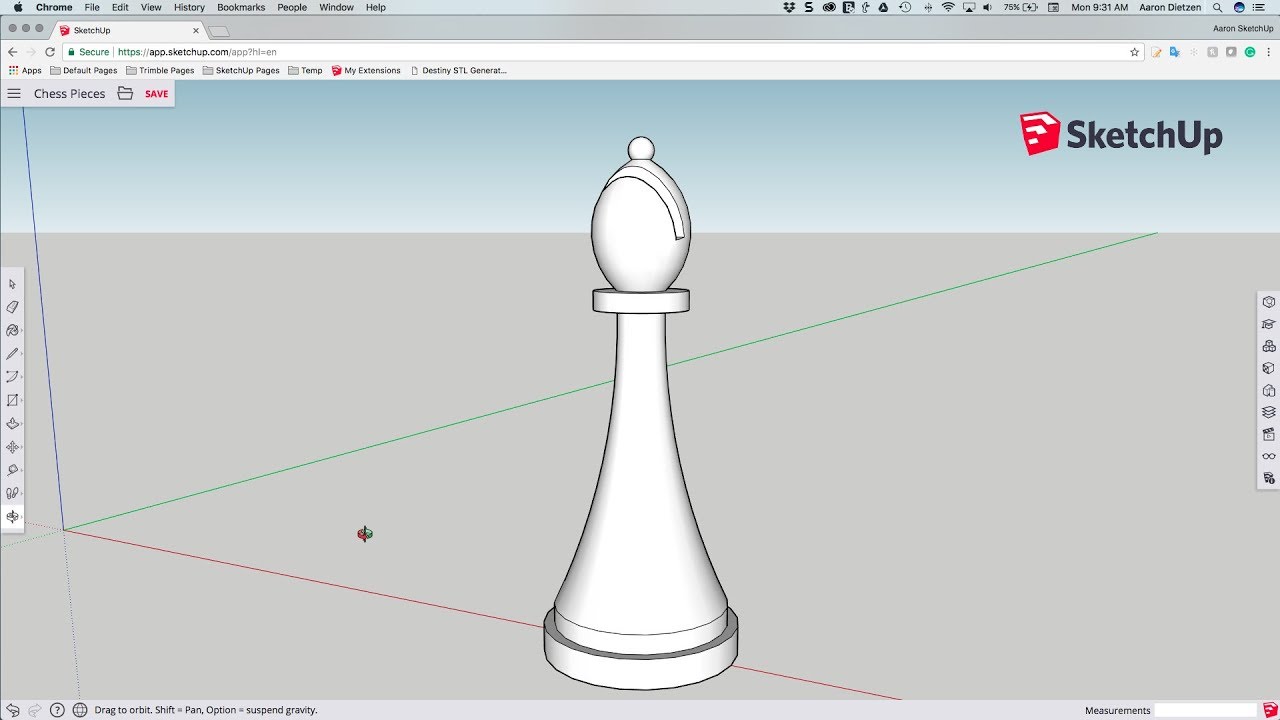 Chrome File Edit View History Bookmarks People Window Help 75% Mon 9:31 AM Aaron Dietzen
SketchUp Aaron SketchUp
Secure https://app.sketchup.com/app?hl=en
Apps Default Pages Trimble Pages SketchUp Pages Temp My Extensions Destiny STL Generat...
Chess Pieces SAVE
SketchUp
Drag to orbit. Shift = Pan, Option = suspend gravity. Measurements